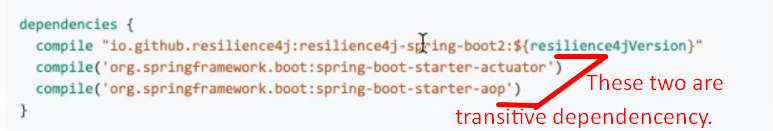 dependencies {
compile "io.github.resilience4j:resilience4j-spring-boot2:${resilience4jVersion}"
compile('org.springframework.boot:spring-boot-starter-actuator')
These two are
compile('org.springframework.boot:spring-boot-starter-aop')
transitive dependencency.
}